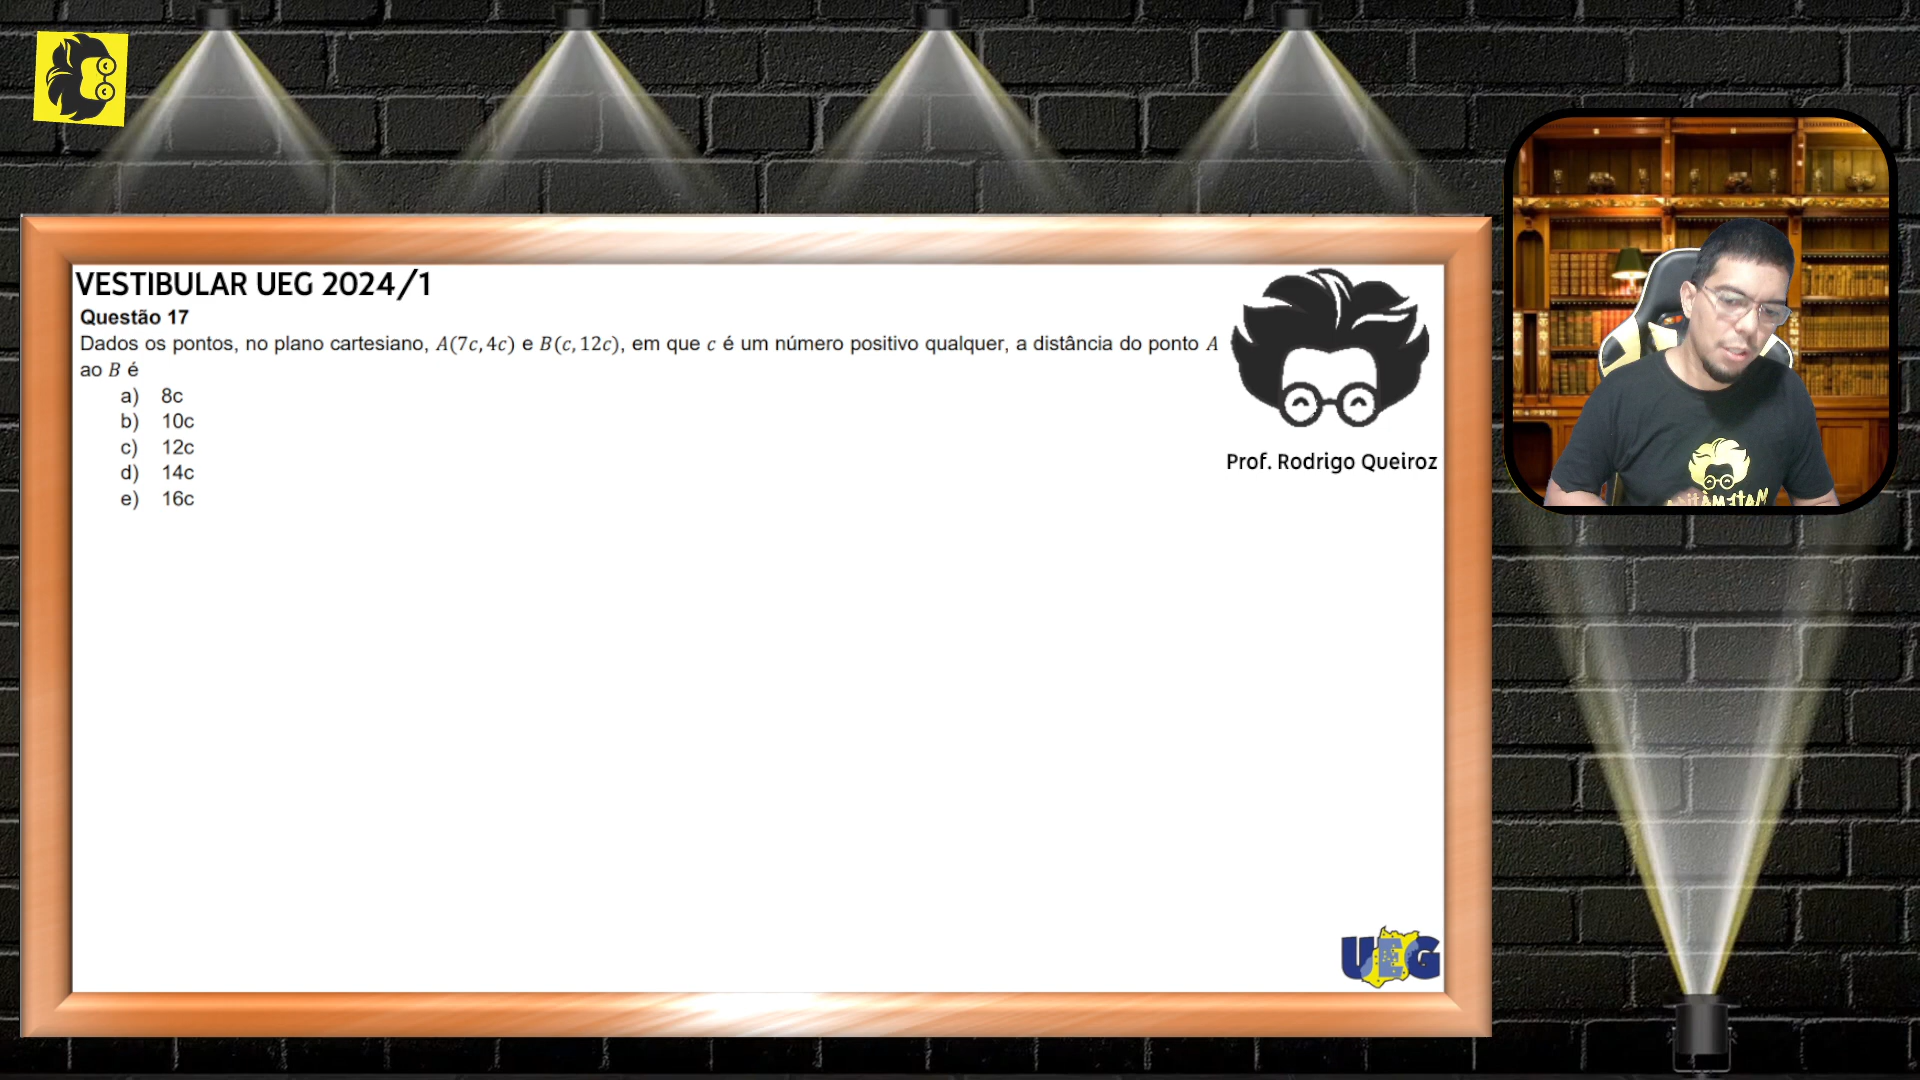 VESTIBULAR UEG 2024/1
Questão 17
Dados os pontos, no plano cartesiano, A(7c, 4c) e B(c, 12c), em que c é um número positivo qualquer, a distância do ponto A
ao B é
a) 8c
b) 10c
c) 12c
d) 14c
e) 16c
Prof. Rodrigo Queiroz
UEG